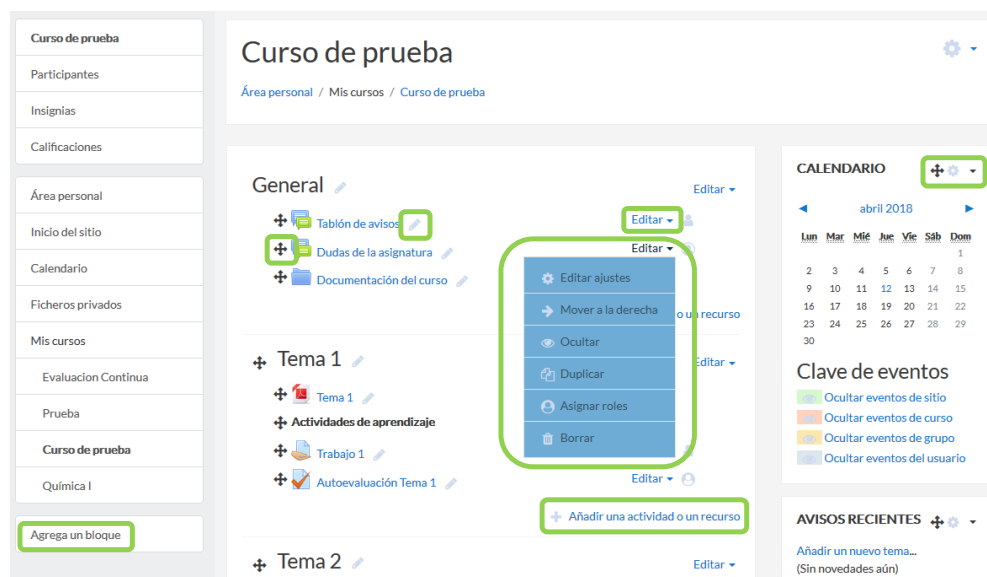 Curso de prueba
Participantes
Insignias
Calificaciones
Área personal
Inicio del sitio
Calendario
Ficheros privados
Mis cursos
Evaluacion Continua
Prueba
Curso de prueba
Química I
Agrega un bloque
Curso de prueba
Área personal / Mis cursos / Curso de prueba
General
Editar
Tablón de avisos
Editar
Dudas de la asignatura
Editar
Documentación del curso
Editar ajustes
Mover a la derecha
Ocultar
Duplicar
Asignar roles
Borrar
o un recurso
Tema 1
Editar
Tema 1
Actividades de aprendizaje
Trabajo 1
Autoevaluación Tema 1
Editar
Añadir una actividad o un recurso
Tema 2
Editar
CALENDARIO
abril 2018
Lun Mar Mié Jue Vie Sáb Dom
1
2 3 4 5 6 7 8
9 10 11 12 13 14 15
16 17 18 19 20 21 22
23 24 25 26 27 28 29
30
Clave de eventos
Ocultar eventos de sitio
Ocultar eventos de curso
Ocultar eventos de grupo
Ocultar eventos del usuario
AVISOS RECIENTES
Añadir un nuevo tema...
(Sin novedades aún)